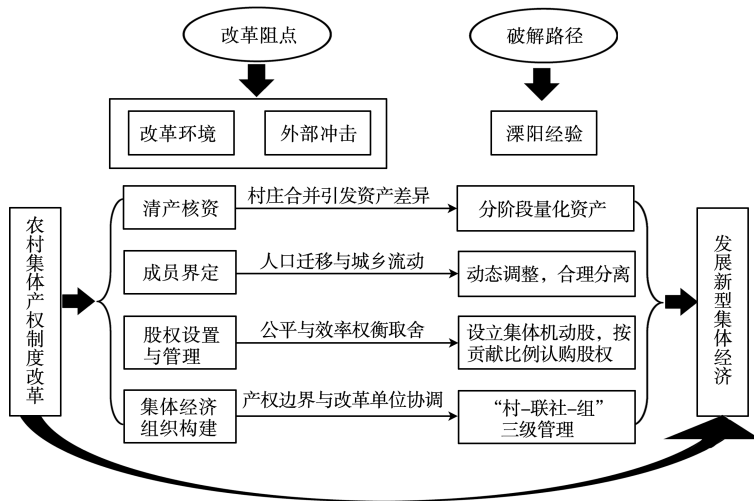 改革阻点
破解路径
改革环境
外部冲击
溧阳经验
农村集体产权制度改革
清产核资
村庄合并引发资产差异
分阶段量化资产
成员界定
人口迁移与城乡流动
动态调整，合理分离
股权设置
与管理
公平与效率权衡取舍
设立集体机动股，按
贡献比例认购股权
集体经济
组织构建
产权边界与改革单位协调
“村–联社–组”
三级管理
发展新型集体经济